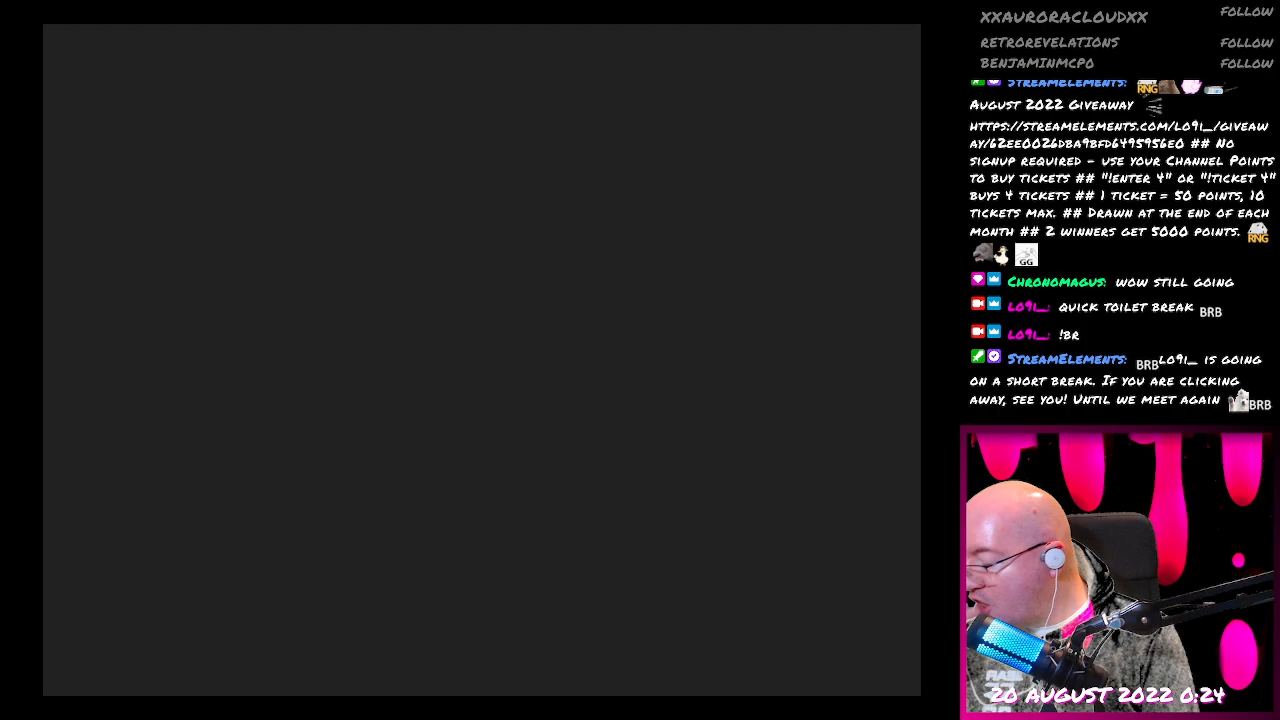 XXAURORACLOUDXX FOLLOW
RETROREVELATIONS FOLLOW
BENJAMINMCPO FOLLOW
STREAMELEMENTS: RNG
AUGUST 2022 GIVEAWAY
HTTPS://STREAMELEMENTS.COM/LO9I_/GIVEAW
AY/62EE0026DBA9BFD6495956E0 ## NO
SIGNUP REQUIRED - USE YOUR CHANNEL POINTS
TO BUY TICKETS ## "!ENTER 4" OR "!TICKET 4"
BUYS 4 TICKETS ## 1 TICKET = 50 POINTS, 10
TICKETS MAX. ## DRAWN AT THE END OF EACH
MONTH ## 2 WINNERS GET 5000 POINTS. RNG
GG
CHRONOMAGUS: WOW STILL GOING
LO9I_: QUICK TOILET BREAK BRB
LO9I_: !BR
STREAMELEMENTS: BRB LO9I_ IS GOING
ON A SHORT BREAK. IF YOU ARE CLICKING
AWAY, SEE YOU! UNTIL WE MEET AGAIN BRB
20 AUGUST 2022 0:24